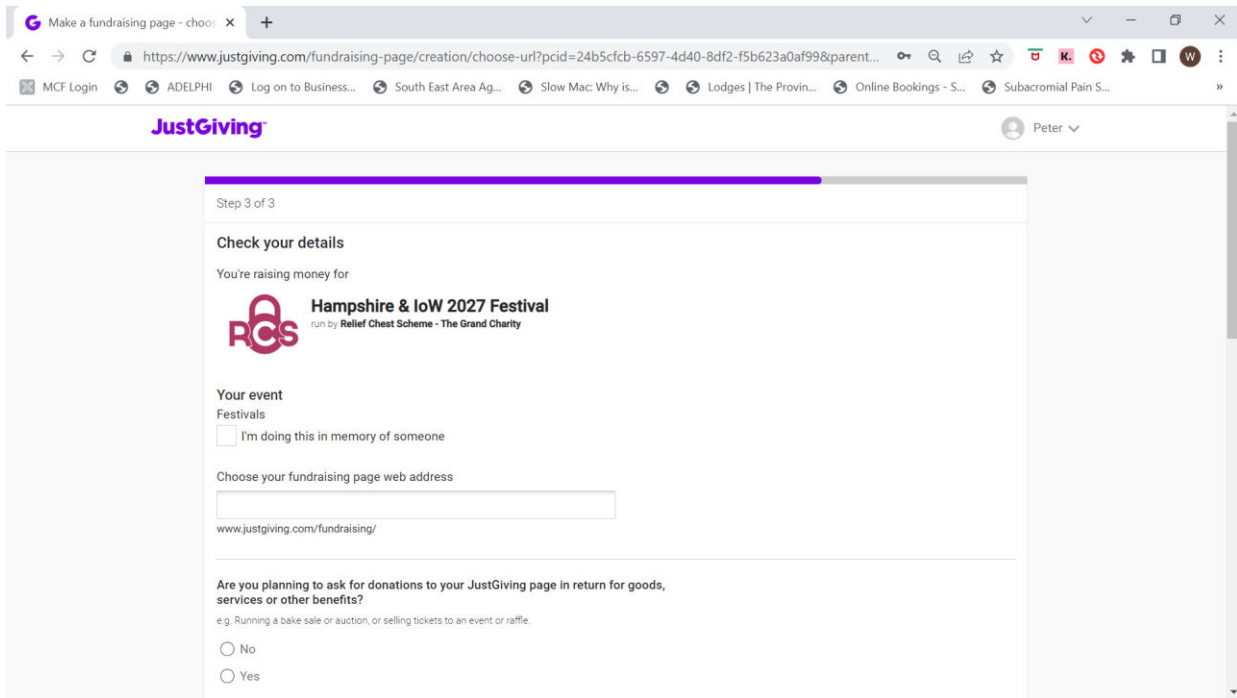 Make a fundraising page - choos
https://www.justgiving.com/fundraising-page/creation/choose-url?pcid=24b5cfcb-6597-4d40-8df2-f5b623a0af99&parent...
W
MCF Login ADELPHI Log on to Business... South East Area Ag... Slow Mac: Why is... Lodges | The Provin... Online Bookings - S... Subacromial Pain S... »
JustGiving™ Peter
Step 3 of 3
Check your details
You're raising money for
RCS
Hampshire & IoW 2027 Festival
run by Relief Chest Scheme - The Grand Charity
Your event
Festivals
I'm doing this in memory of someone
Choose your fundraising page web address
www.justgiving.com/fundraising/
Are you planning to ask for donations to your JustGiving page in return for goods,
services or other benefits?
e.g. Running a bake sale or auction, or selling tickets to an event or raffle.
No
Yes